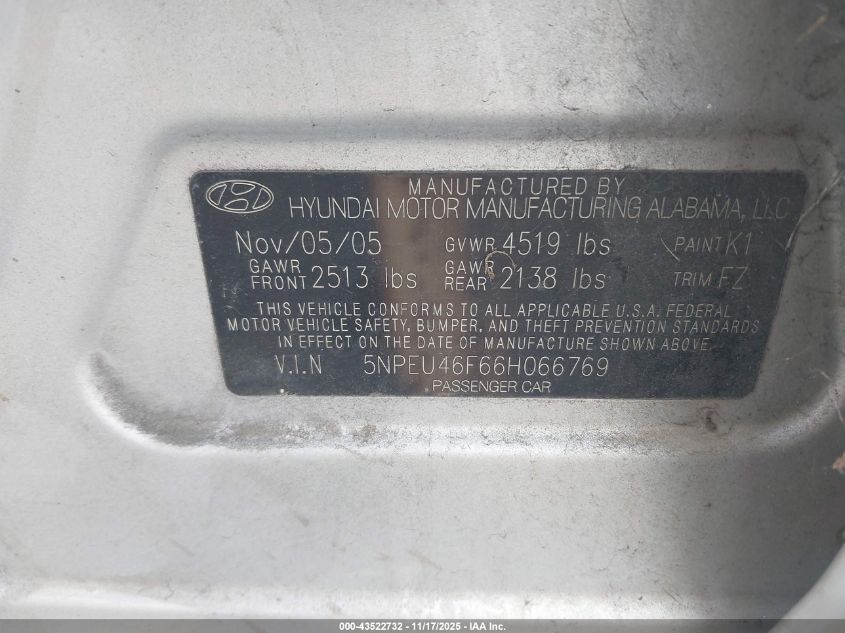 MANUFACTURED BY
HYUNDAI MOTOR MANUFACTURING ALABAMA, LLC
Nov/05/05 GVWR 4519 lbs PAINT K1
GAWR FRONT 2513 lbs GAWR REAR 2138 lbs TRIM FZ
THIS VEHICLE CONFORMS TO ALL APPLICABLE U.S.A. FEDERAL
MOTOR VEHICLE SAFETY, BUMPER, AND THEFT PREVENTION STANDARDS
IN EFFECT ON THE DATE OF MANUFACTURE SHOWN ABOVE.
V.I.N 5NPEU46F66H066769
PASSENGER CAR
000-43522732 - 11/17/2025 - IAA Inc.